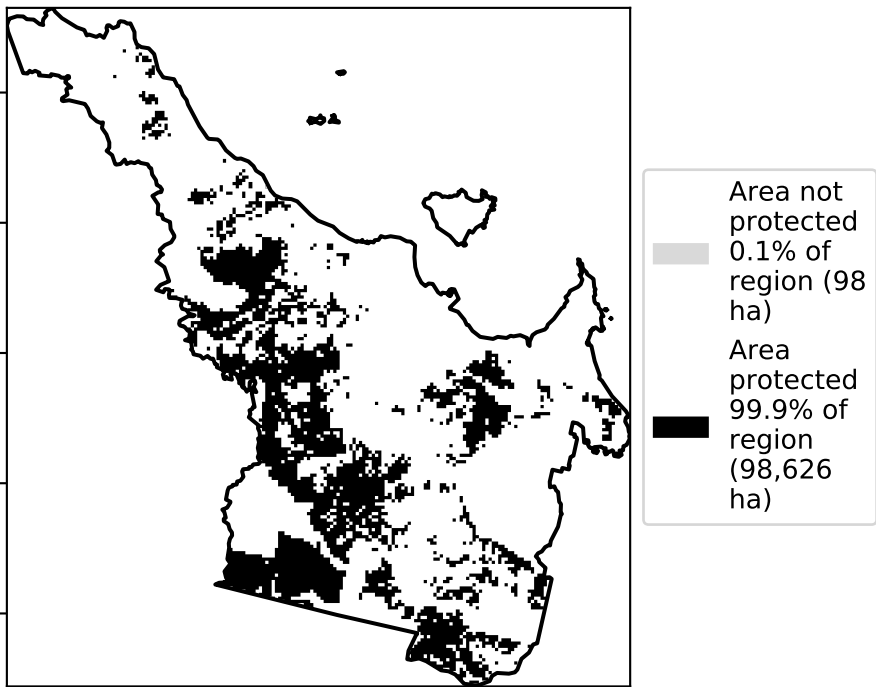 Area not
protected
0.1% of
region (98
ha)
Area
protected
99.9% of
region
(98,626
ha)